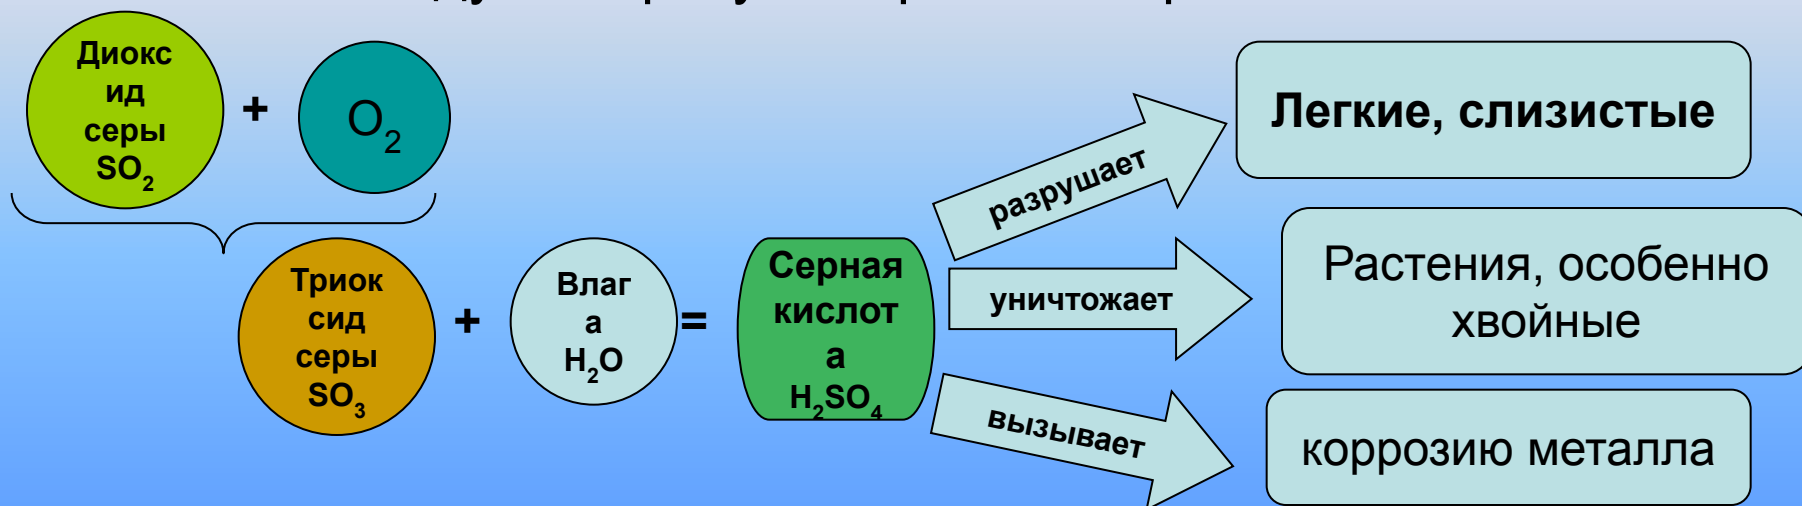 Диокс
ид
серы
SO₂
+
O₂
Триок
сид
серы
SO₃
+
Влаг
а
H₂O
=
Серная
кислот
а
H₂SO₄
разрушает
Легкие, слизистые
уничтожает
Растения, особенно
хвойные
вызывает
коррозию металла